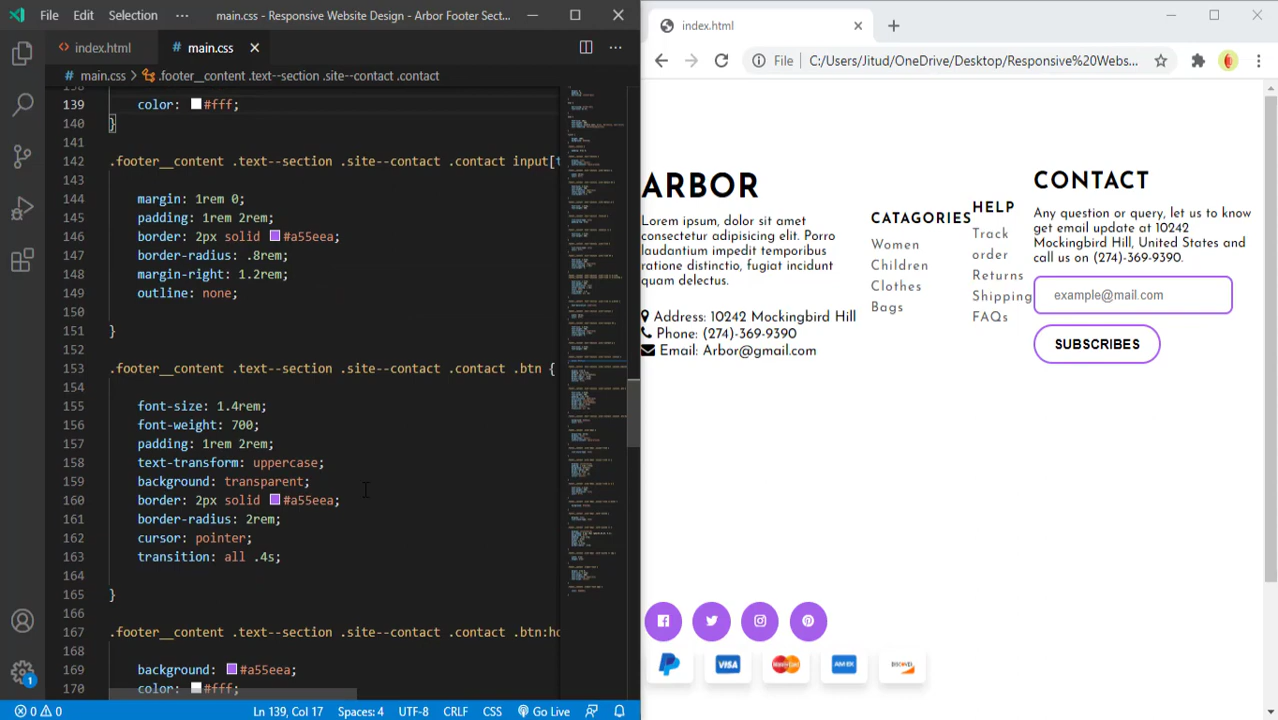 File Edit Selection ··· main.css - Responsive Website Design - Arbor Footer Sect...
index.html main.css
main.css > .footer__content .text--section .site--contact .contact
138
139 color: #fff;
140 }
141
142 .footer__content .text--section .site--contact .contact input[t
143
144 margin: 1rem 0;
145 padding: 1rem 2rem;
146 border: 2px solid #a55eea;
147 border-radius: .8rem;
148 margin-right: 1.2rem;
149 outline: none;
150
151 }
152
153 .footer__content .text--section .site--contact .contact .btn {
154
155 font-size: 1.4rem;
156 font-weight: 700;
157 padding: 1rem 2rem;
158 text-transform: uppercase;
159 background: transparent;
160 border: 2px solid #a55eea;
161 border-radius: 2rem;
162 cursor: pointer;
163 transition: all .4s;
164
165 }
166
167 .footer__content .text--section .site--contact .contact .btn:ho
168
169 background: #a55eea;
170 color: #fff;
0 0 Ln 139, Col 17 Spaces: 4 UTF-8 CRLF CSS Go Live
index.html
File C:/Users/Jitud/OneDrive/Desktop/Responsive%20Webs...
ARBOR
Lorem ipsum, dolor sit amet
consectetur adipisicing elit. Porro
laudantium impedit temporibus
ratione distinctio, fugiat incidunt
quam delectus.
Address: 10242 Mockingbird Hill
Phone: (274)-369-9390
Email: Arbor@gmail.com
CATAGORIES
Women
Children
Clothes
Bags
HELP
Track
order
Returns
Shipping
FAQs
CONTACT
Any question or query, let us to know
get email update at 10242
Mockingbird Hill, United States and
call us on (274)-369-9390.
example@mail.com
SUBSCRIBES
VISA MasterCard AMEX DISCOVER